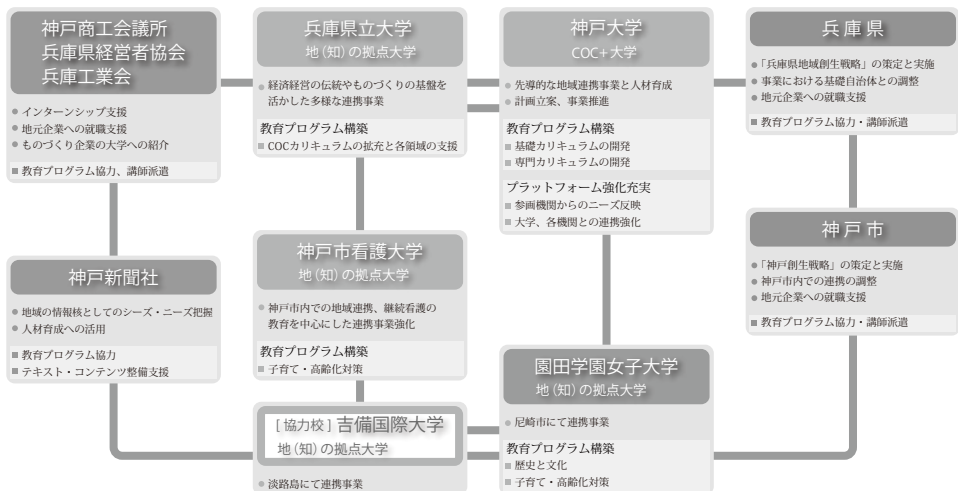 神戸商工会議所
兵庫県経営者協会
兵庫工業会
● インターンシップ支援
● 地元企業への就職支援
● ものづくり企業の大学への紹介
■ 教育プログラム協力、講師派遣
神戸新聞社
● 地域の情報核としてのシーズ・ニーズ把握
● 人材育成への活用
■ 教育プログラム協力
■ テキスト・コンテンツ整備支援
兵庫県立大学
地（知）の拠点大学
● 経済経営の伝統やものづくりの基盤を
活かした多様な連携事業
教育プログラム構築
■ COCカリキュラムの拡充と各領域の支援
神戸市看護大学
地（知）の拠点大学
● 神戸市内での地域連携、継続看護の
教育を中心にした連携事業強化
教育プログラム構築
■ 子育て・高齢化対策
［協力校］吉備国際大学
地（知）の拠点大学
● 淡路島にて連携事業
神戸大学
COC+大学
● 先導的な地域連携事業と人材育成
● 計画立案、事業推進
教育プログラム構築
■ 基礎カリキュラムの開発
■ 専門カリキュラムの開発
プラットフォーム強化充実
■ 参画機関からのニーズ反映
■ 大学、各機関との連携強化
園田学園女子大学
地（知）の拠点大学
● 尼崎市にて連携事業
教育プログラム構築
■ 歴史と文化
■ 子育て・高齢化対策
兵庫県
● 「兵庫県地域創生戦略」の策定と実施
● 事業における基礎自治体との調整
● 地元企業への就職支援
■ 教育プログラム協力・講師派遣
神戸市
● 「神戸創生戦略」の策定と実施
● 神戸市内での連携の調整
● 地元企業への就職支援
■ 教育プログラム協力・講師派遣